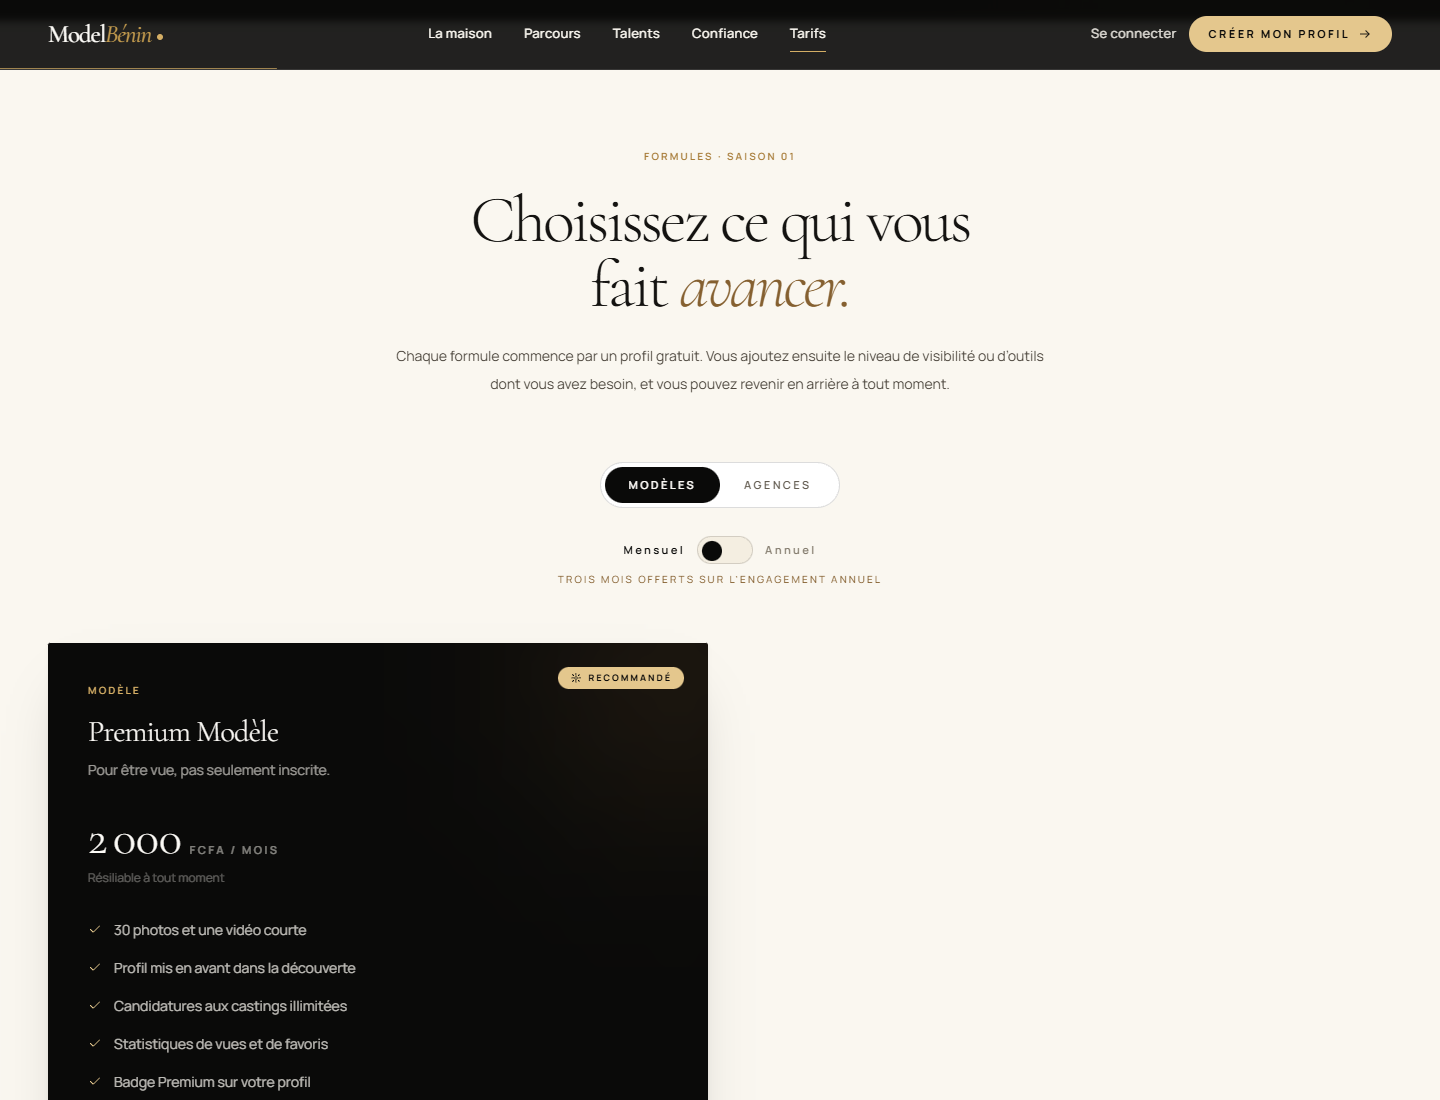 ModelBénin
La maison
Parcours
Talents
Confiance
Tarifs
Se connecter
CRÉER MON PROFIL
FORMULES · SAISON 01
Choisissez ce qui vous
fait avancer.
Chaque formule commence par un profil gratuit. Vous ajoutez ensuite le niveau de visibilité ou d'outils
dont vous avez besoin, et vous pouvez revenir en arrière à tout moment.
MODÈLES
AGENCES
Mensuel
Annuel
TROIS MOIS OFFERTS SUR L'ENGAGEMENT ANNUEL
RECOMMANDÉ
MODÈLE
Premium Modèle
Pour être vue, pas seulement inscrite.
2 000 FCFA / MOIS
Résiliable à tout moment
30 photos et une vidéo courte
Profil mis en avant dans la découverte
Candidatures aux castings illimitées
Statistiques de vues et de favoris
Badge Premium sur votre profil